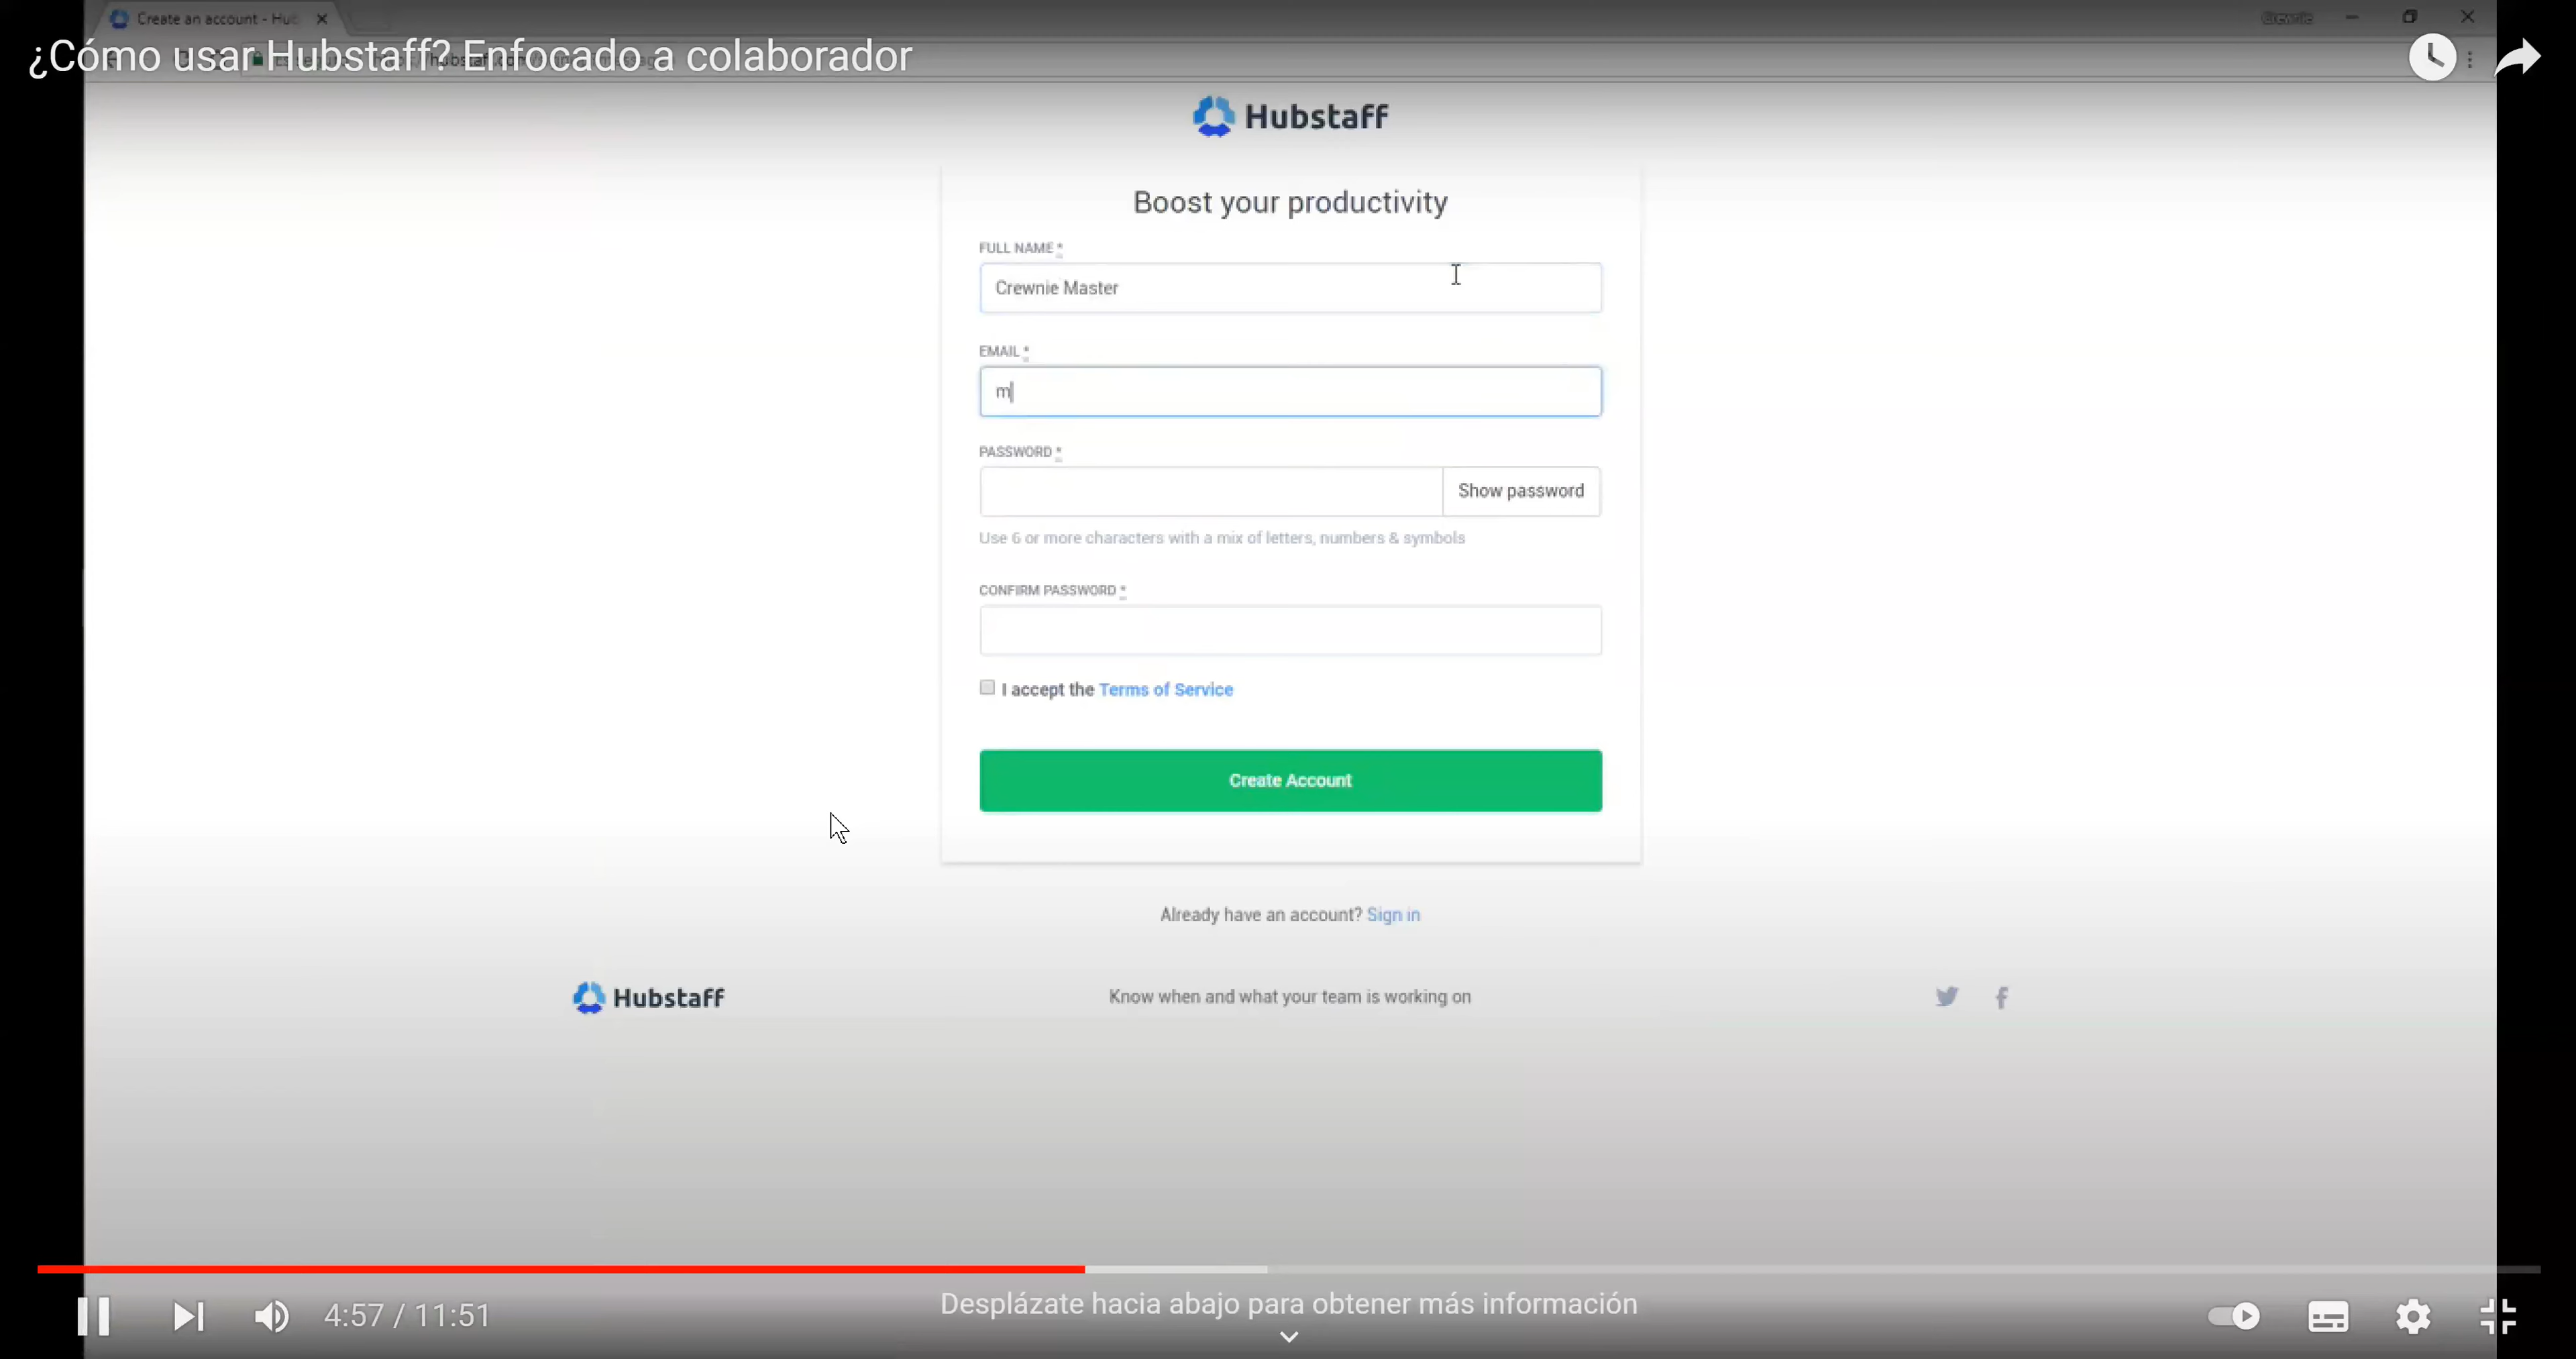 Create an account - Hub
Crewnie
¿Cómo usar Hubstaff? Enfocado a colaborador
Hubstaff
Boost your productivity
FULL NAME *
Crewnie Master
EMAIL *
m
PASSWORD *
Show password
Use 6 or more characters with a mix of letters, numbers & symbols
CONFIRM PASSWORD *
I accept the Terms of Service
Create Account
Already have an account? Sign in
Hubstaff
Know when and what your team is working on
4:57 / 11:51
Desplázate hacia abajo para obtener más información